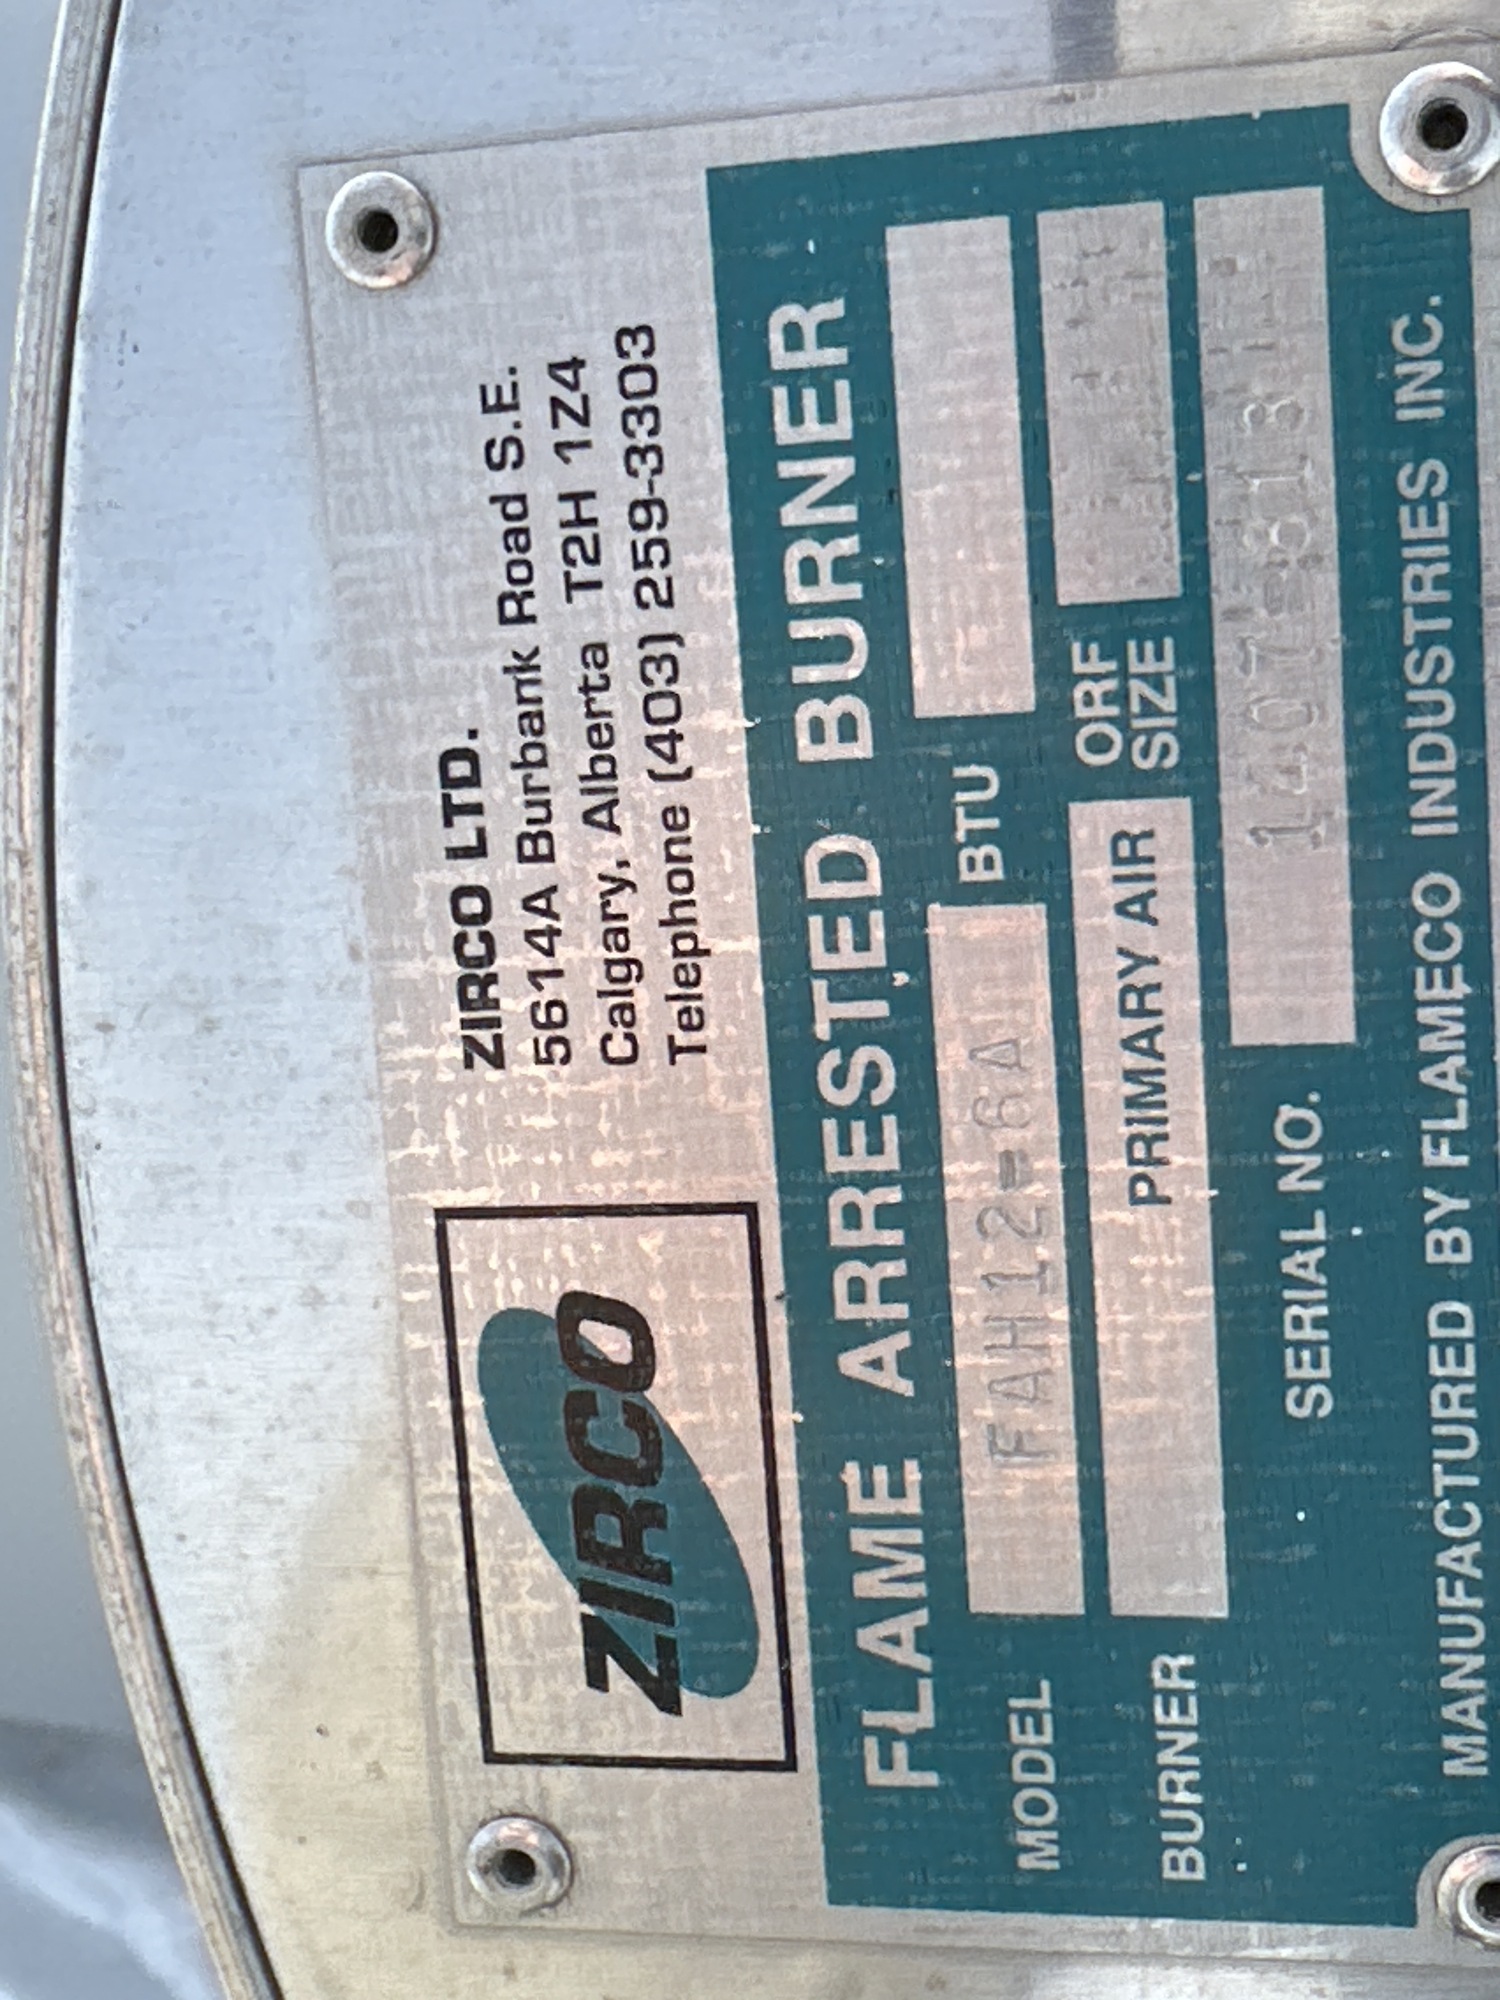 ZIRCO
ZIRCO LTD.
5614A Burbank Road S.E.
Calgary, Alberta T2H 1Z4
Telephone (403) 259-3303
FLAME ARRESTED BURNER
MODEL FAH12-6A BTU
BURNER PRIMARY AIR ORF SIZE
SERIAL NO.
MANUFACTURED BY FLAMECO INDUSTRIES INC.